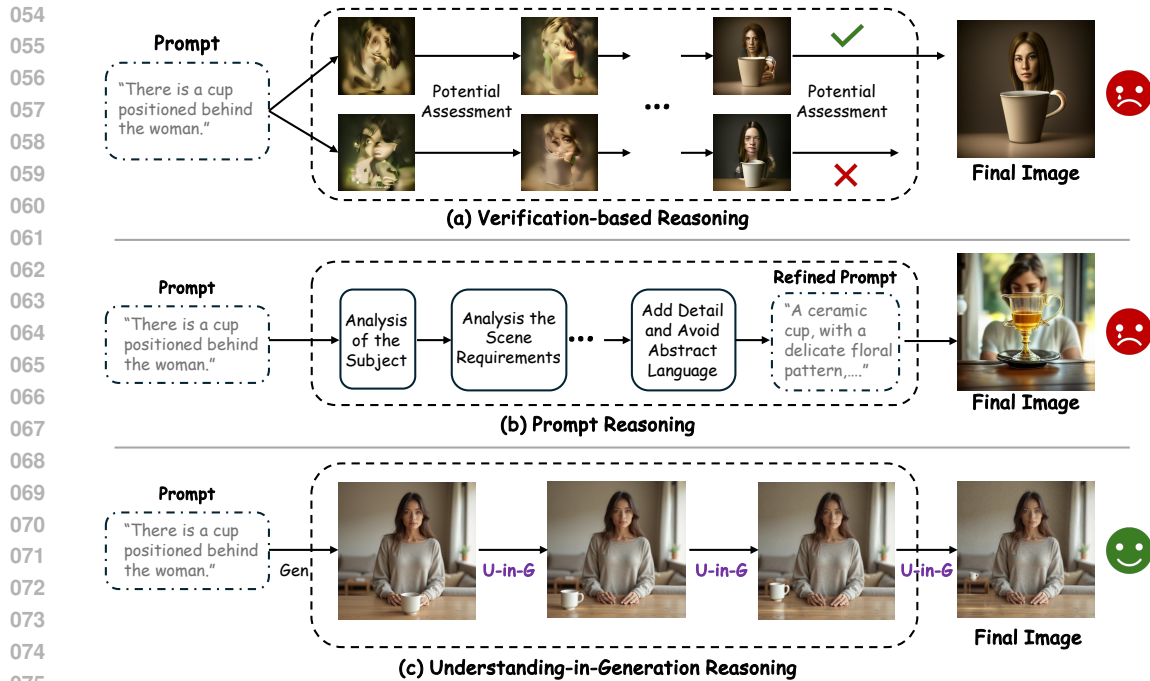 054
055
056
057
058
059
060
061
062
063
064
065
066
067
068
069
070
071
072
073
074
Prompt
"There is a cup
positioned behind
the woman."
Potential
Assessment
...
Potential
Assessment
Final Image
(a) Verification-based Reasoning
Prompt
"There is a cup
positioned behind
the woman."
Analysis
of the
Subject
Analysis the
Scene
Requirements
...
Add Detail
and Avoid
Abstract
Language
Refined Prompt
"A ceramic
cup, with a
delicate floral
pattern,...."
Final Image
(b) Prompt Reasoning
Prompt
"There is a cup
positioned behind
the woman."
Gen
U-in-G
U-in-G
U-in-G
Final Image
(c) Understanding-in-Generation Reasoning